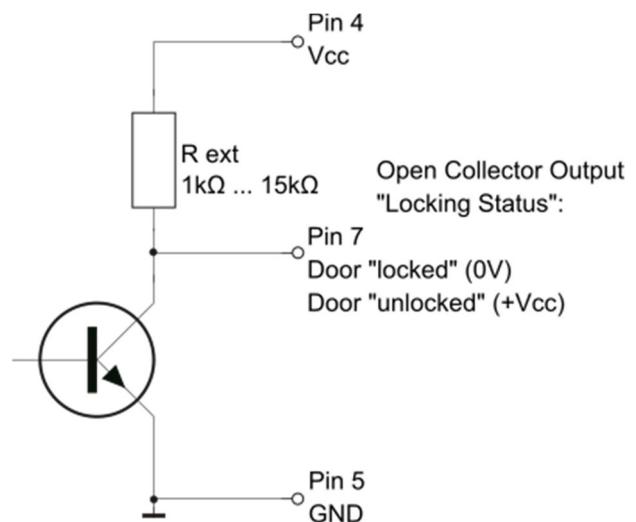 Pin 4
Vcc
R ext
1kΩ ... 15kΩ
Open Collector Output
"Locking Status":
Pin 7
Door "locked" (0V)
Door "unlocked" (+Vcc)
Pin 5
GND